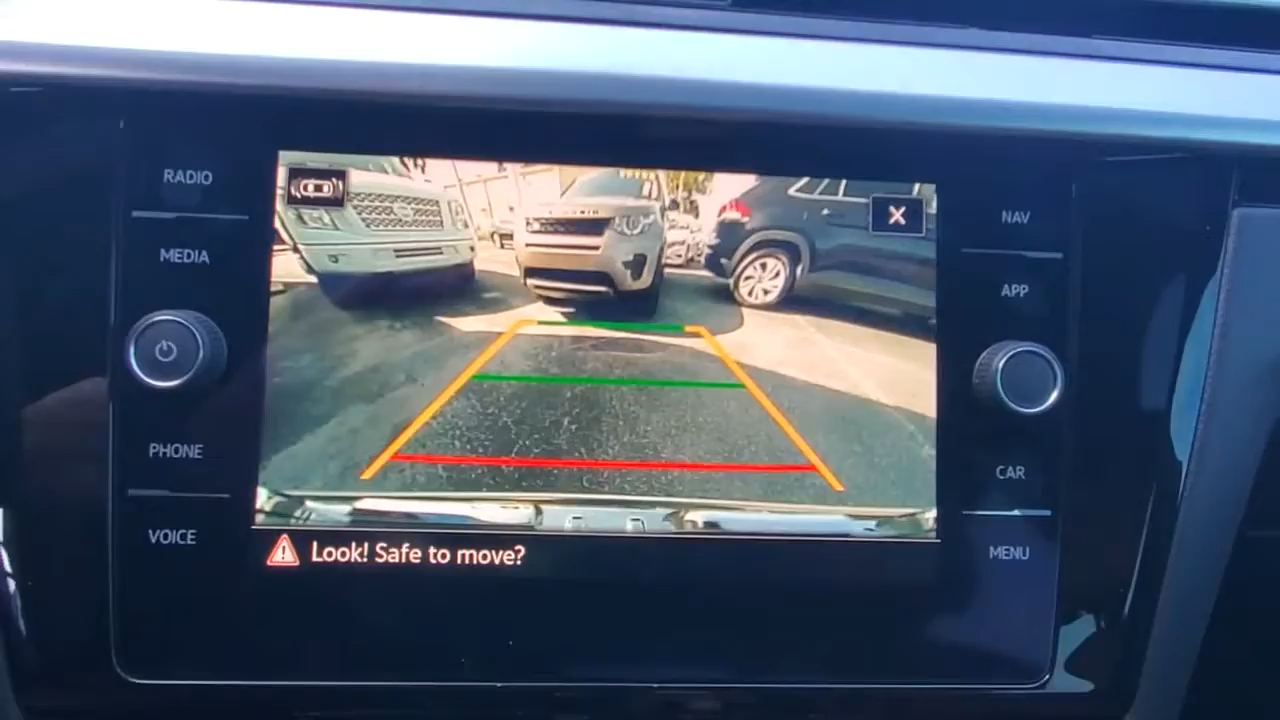 RADIO
MEDIA
PHONE
VOICE
NAV
APP
CAR
MENU
Look! Safe to move?